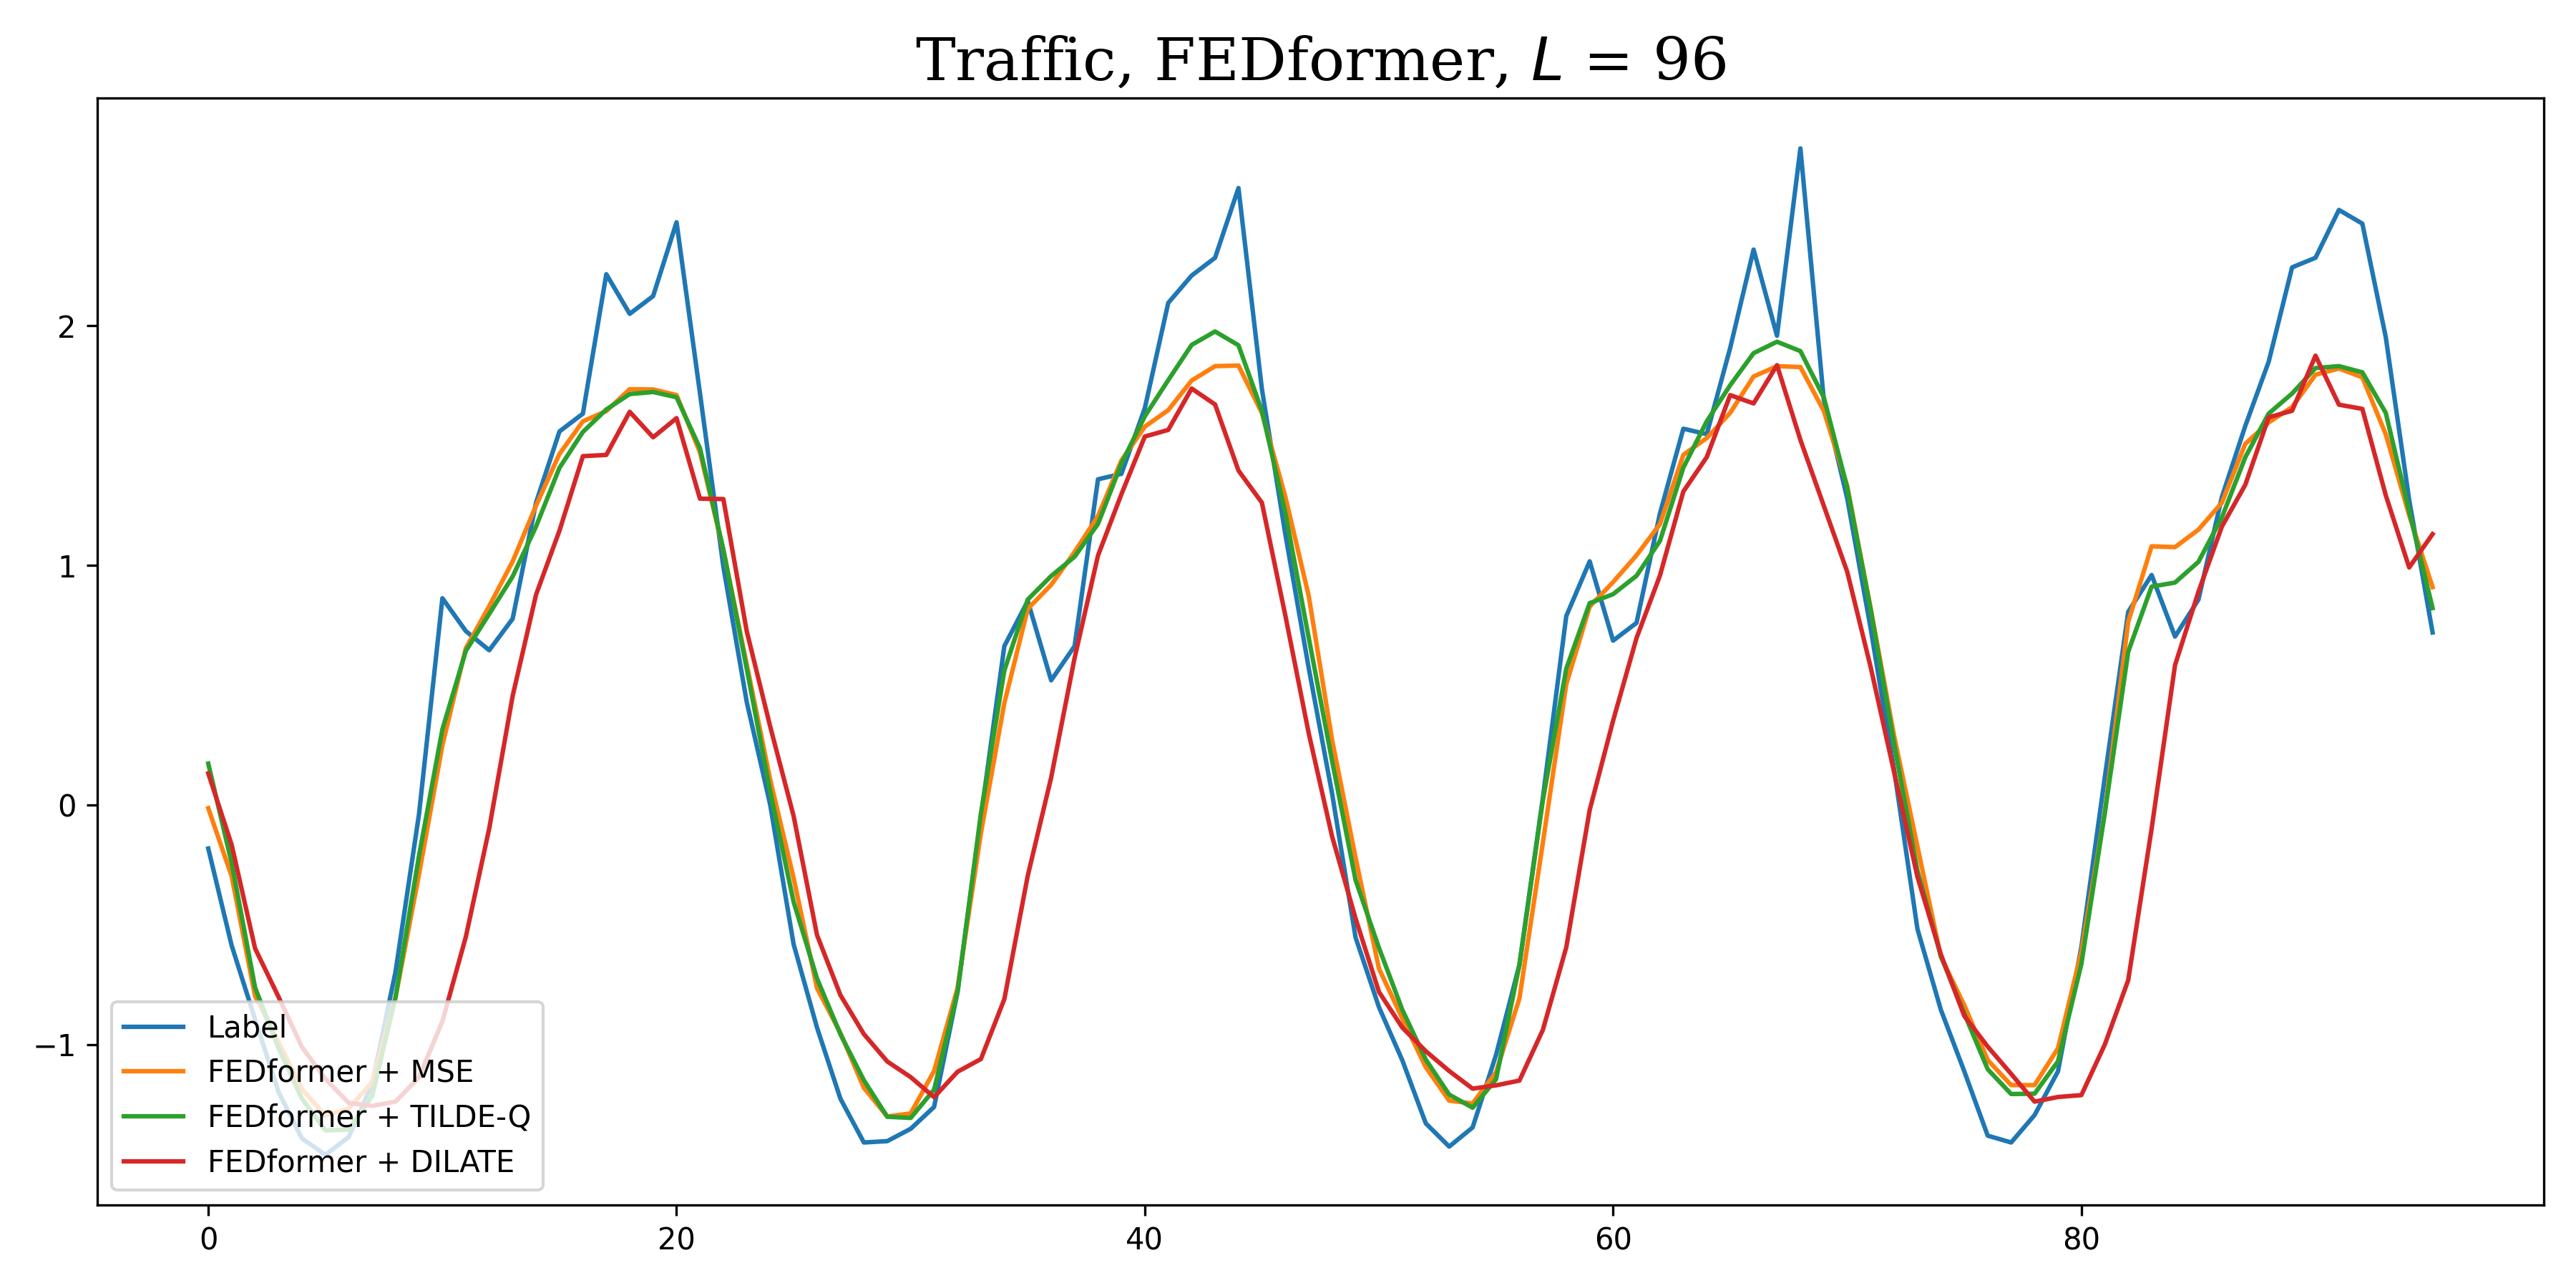 Traffic, FEDformer, L = 96
2
1
0
−1
Label
FEDformer + MSE
FEDformer + TILDE-Q
FEDformer + DILATE
0 20 40 60 80